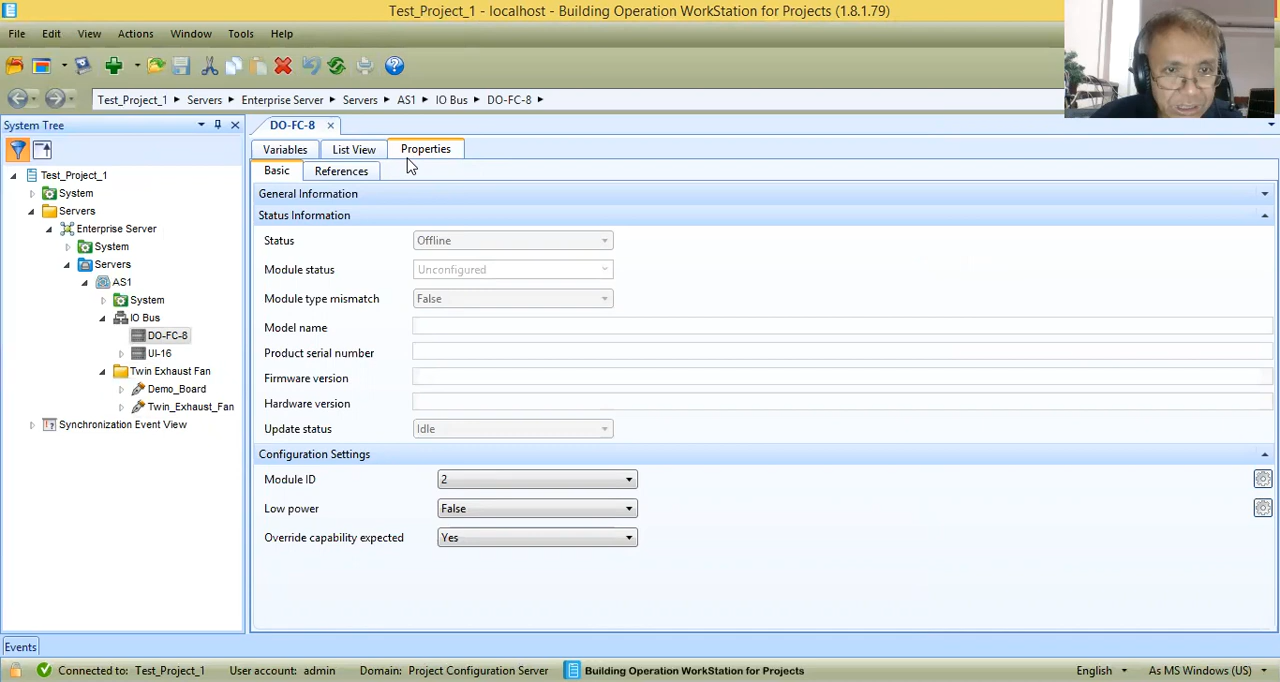 Test_Project_1 - localhost - Building Operation WorkStation for Projects (1.8.1.79)
File Edit View Actions Window Tools Help
Test_Project_1 Servers Enterprise Server Servers AS1 IO Bus DO-FC-8
System Tree
DO-FC-8
Variables List View Properties
Basic References
Test_Project_1
System
Servers
Enterprise Server
System
Servers
AS1
System
IO Bus
DO-FC-8
UI-16
Twin Exhaust Fan
Demo_Board
Twin_Exhaust_Fan
Synchronization Event View
General Information
Status Information
Status Offline
Module status Unconfigured
Module type mismatch False
Model name
Product serial number
Firmware version
Hardware version
Update status Idle
Configuration Settings
Module ID 2
Low power False
Override capability expected Yes
Events
Connected to: Test_Project_1 User account: admin Domain: Project Configuration Server Building Operation WorkStation for Projects English As MS Windows (US)